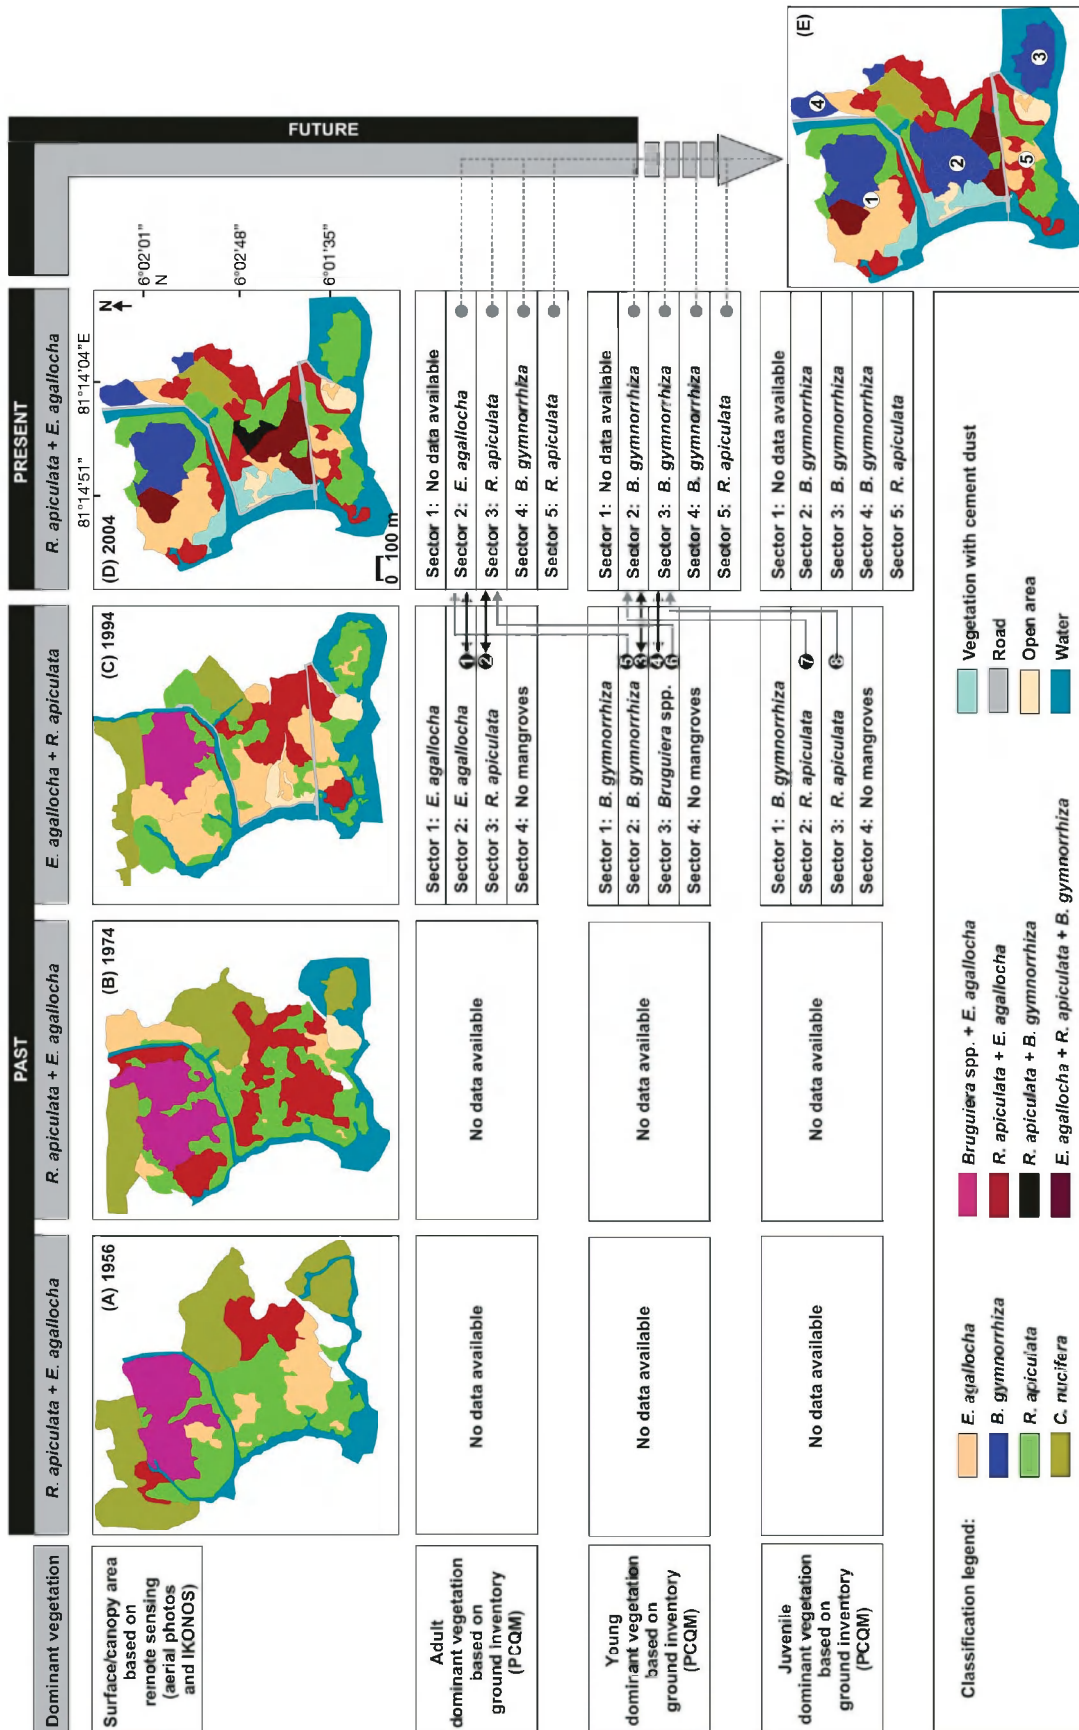 PAST
PRESENT
FUTURE
Dominant vegetation
R. apiculata + E. agallocha
R. apiculata + E. agallocha
E. agallocha + R. apiculata
R. apiculata + E. agallocha
Surface/canopy area
based on
remote sensing
(aerial photos
and IKONOS)
(A) 1956
(B) 1974
(C) 1994
(D) 2004
81°14'51"
81°14'04"E
N
6°02'01"
N
6°02'48"
6°01'35"
0 100 m
Adult
dominant vegetation
based on
ground inventory
(PCQM)
No data available
No data available
Sector 1: E. agallocha
Sector 2: E. agallocha
Sector 3: R. apiculata
Sector 4: No mangroves
1
2
Sector 1: No data available
Sector 2: E. agallocha
Sector 3: R. apiculata
Sector 4: B. gymnorrhiza
Sector 5: R. apiculata
Young
dominant vegetation
based on
ground inventory
(PCQM)
No data available
No data available
Sector 1: B. gymnorrhiza
Sector 2: B. gymnorrhiza
Sector 3: Bruguiera spp.
Sector 4: No mangroves
5
3
4
6
Sector 1: No data available
Sector 2: B. gymnorrhiza
Sector 3: B. gymnorrhiza
Sector 4: B. gymnorrhiza
Sector 5: R. apiculata
Juvenile
dominant vegetation
based on
ground inventory
(PCQM)
No data available
No data available
Sector 1: B. gymnorrhiza
Sector 2: R. apiculata
Sector 3: R. apiculata
Sector 4: No mangroves
7
8
Sector 1: No data available
Sector 2: B. gymnorrhiza
Sector 3: B. gymnorrhiza
Sector 4: B. gymnorrhiza
Sector 5: R. apiculata
(E)
1
2
3
4
5
Classification legend:
E. agallocha
B. gymnorrhiza
R. apiculata
C. nucifera
Bruguiera spp. + E. agallocha
R. apiculata + E. agallocha
R. apiculata + B. gymnorrhiza
E. agallocha + R. apiculata + B. gymnorrhiza
Vegetation with cement dust
Road
Open area
Water